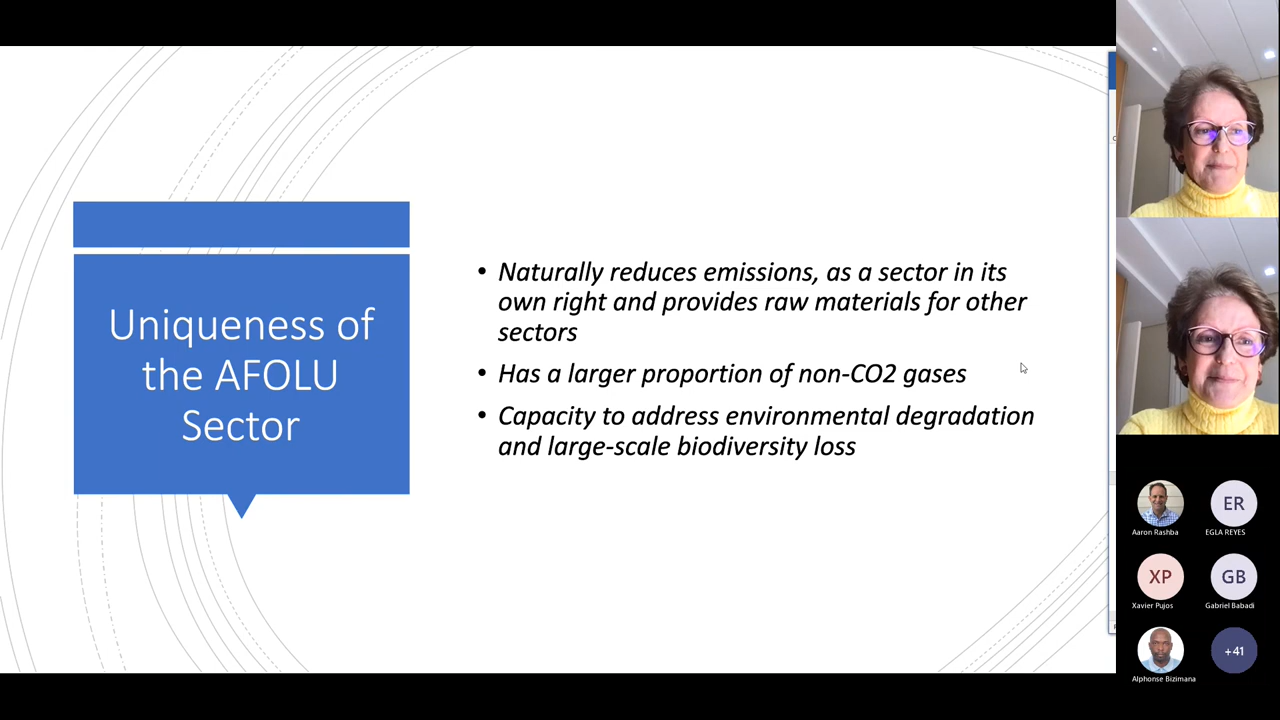 Uniqueness of
the AFOLU
Sector
• Naturally reduces emissions, as a sector in its
own right and provides raw materials for other
sectors
• Has a larger proportion of non-CO2 gases
• Capacity to address environmental degradation
and large-scale biodiversity loss
Aaron Rashba
ER
EGLA REYES
XP
Xavier Pujos
GB
Gabriel Babadi
Alphonse Bizimana
+41